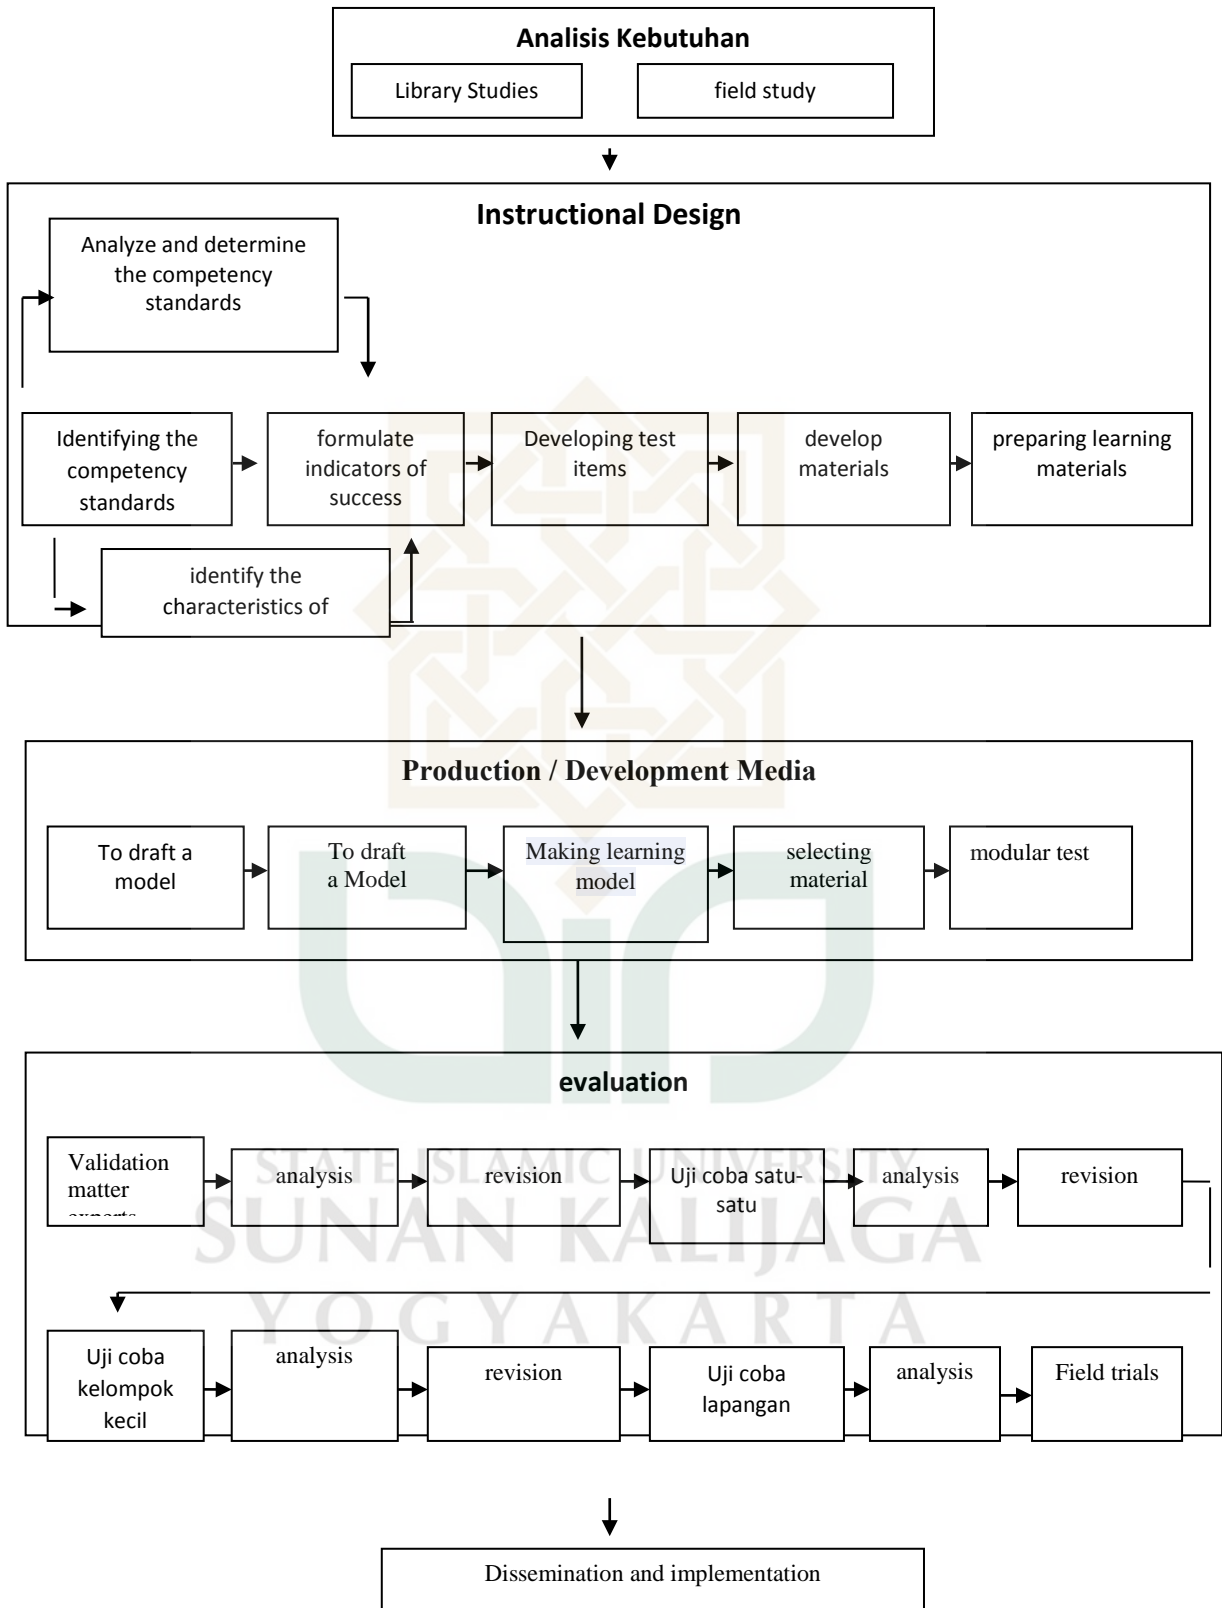 Analisis Kebutuhan
Library Studies
field study
Instructional Design
Analyze and determine
the competency
standards
Identifying the
competency
standards
formulate
indicators of
success
Developing test
items
develop
materials
preparing learning
materials
identify the
characteristics of
Production / Development Media
To draft a
model
To draft
a Model
Making learning
model
selecting
material
modular test
evaluation
Validation
matter
experts
analysis
revision
Uji coba satu-
satu
analysis
revision
STATE ISLAMIC UNIVERSITY
SUNAN KALIJAGA
YOGYAKARTA
Uji coba
kelompok
kecil
analysis
revision
Uji coba
lapangan
analysis
Field trials
Dissemination and implementation